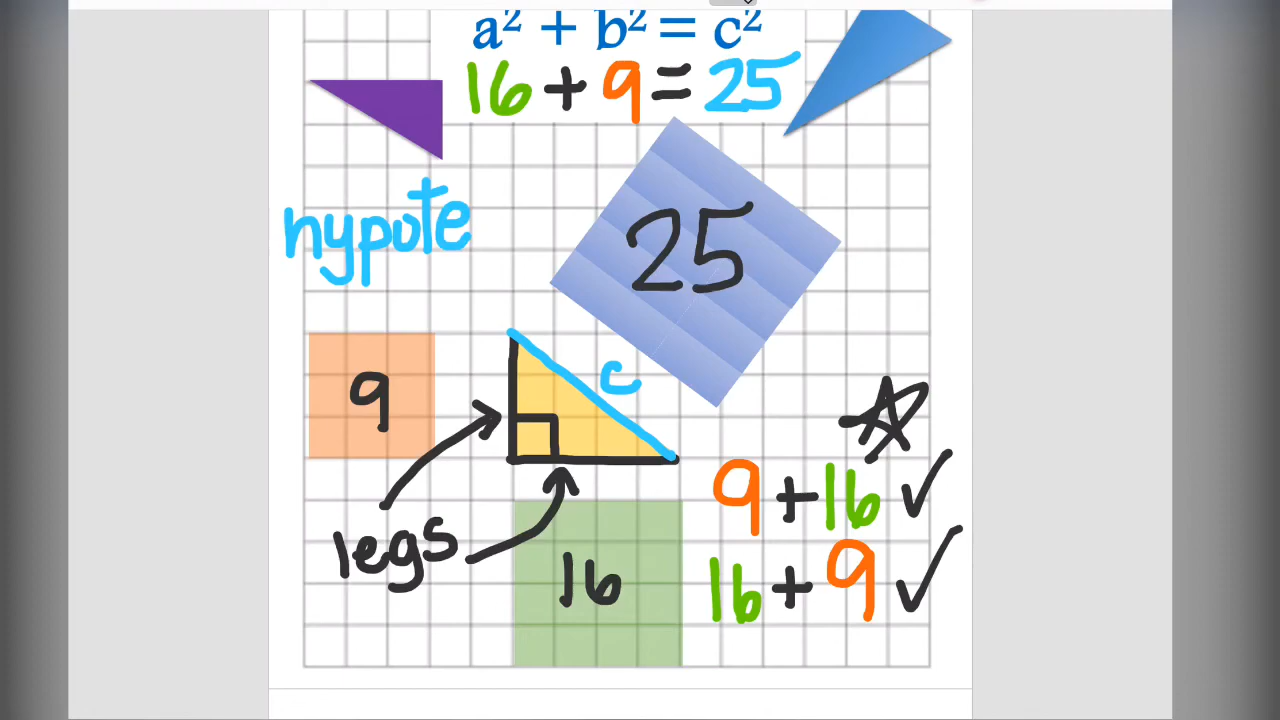 a² + b² = c²
16 + 9 = 25
hypote
25
9
c
legs
16
9 + 16 ✓
16 + 9 ✓